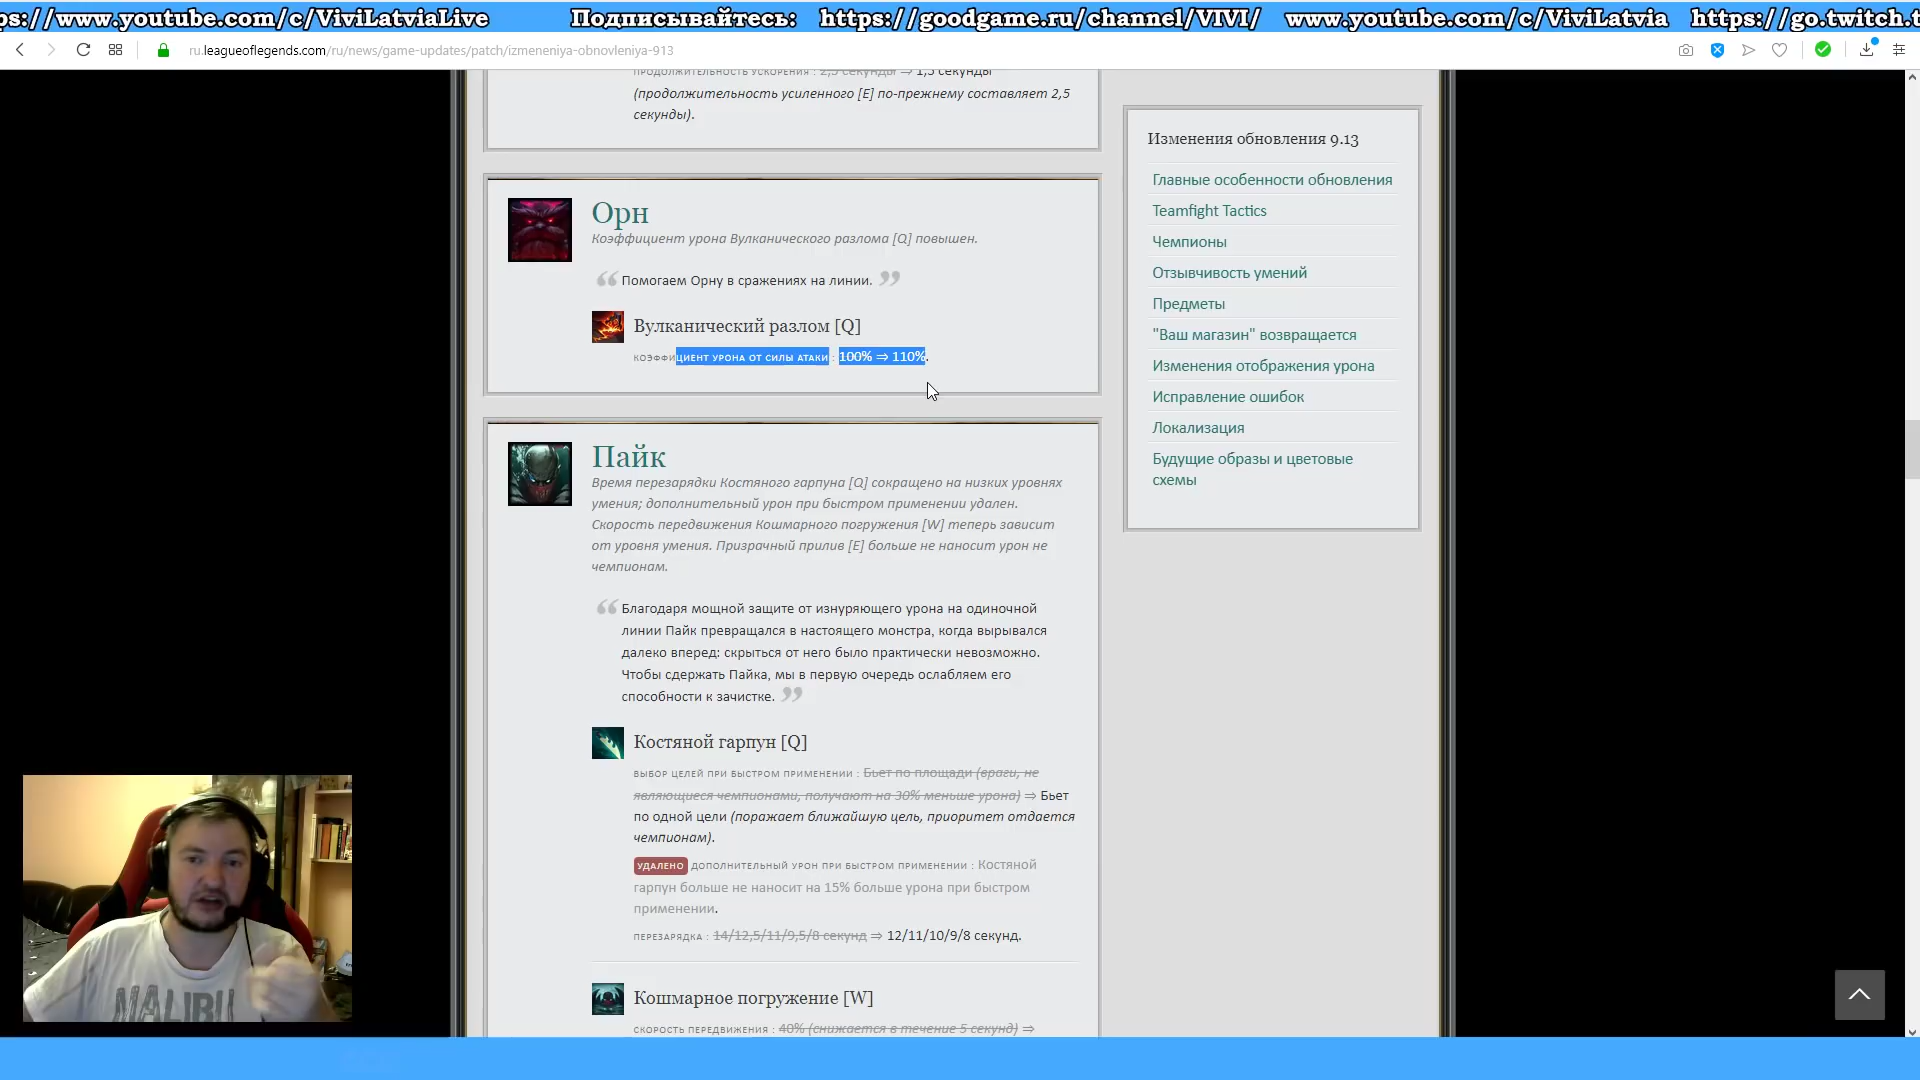 ps://www.youtube.com/c/ViviLatviaLive Подписывайтесь: https://goodgame.ru/channel/VIVI/ www.youtube.com/c/ViviLatvia https://go.twitch.t
ru.leagueoflegends.com/ru/news/game-updates/patch/izmeneniya-obnovleniya-913
ПРОДОЛЖИТЕЛЬНОСТЬ УСКОРЕНИЯ : 2,5 секунды ⇒ 1,5 секунды
(продолжительность усиленного [E] по-прежнему составляет 2,5
секунды).
Орн
Коэффициент урона Вулканического разлома [Q] повышен.
“ Помогаем Орну в сражениях на линии. ”
Вулканический разлом [Q]
КОЭФФИЦИЕНТ УРОНА ОТ СИЛЫ АТАКИ : 100% ⇒ 110%.
Пайк
Время перезарядки Костяного гарпуна [Q] сокращено на низких уровнях
умения; дополнительный урон при быстром применении удален.
Скорость передвижения Кошмарного погружения [W] теперь зависит
от уровня умения. Призрачный прилив [E] больше не наносит урон не
чемпионам.
“ Благодаря мощной защите от изнуряющего урона на одиночной
линии Пайк превращался в настоящего монстра, когда вырывался
далеко вперед: скрыться от него было практически невозможно.
Чтобы сдержать Пайка, мы в первую очередь ослабляем его
способности к зачистке. ”
Костяной гарпун [Q]
ВЫБОР ЦЕЛЕЙ ПРИ БЫСТРОМ ПРИМЕНЕНИИ : Бьет по площади (враги, не
являющиеся чемпионами, получают на 30% меньше урона) ⇒ Бьет
по одной цели (поражает ближайшую цель, приоритет отдается
чемпионам).
УДАЛЕНО ДОПОЛНИТЕЛЬНЫЙ УРОН ПРИ БЫСТРОМ ПРИМЕНЕНИИ : Костяной
гарпун больше не наносит на 15% больше урона при быстром
применении.
ПЕРЕЗАРЯДКА : 14/12,5/11/9,5/8 секунд ⇒ 12/11/10/9/8 секунд.
Кошмарное погружение [W]
СКОРОСТЬ ПЕРЕДВИЖЕНИЯ : 40% (снижается в течение 5 секунд) ⇒
Изменения обновления 9.13
Главные особенности обновления
Teamfight Tactics
Чемпионы
Отзывчивость умений
Предметы
"Ваш магазин" возвращается
Изменения отображения урона
Исправление ошибок
Локализация
Будущие образы и цветовые
схемы
MALIBU